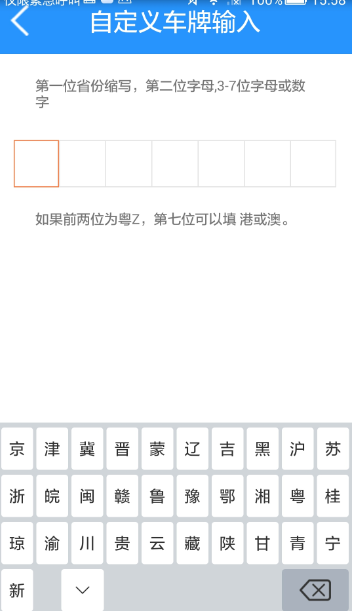 仅限紧急呼叫 100% 15:58
自定义车牌输入
第一位省份缩写，第二位字母,3-7位字母或数
字
如果前两位为粤Z，第七位可以填 港或澳。
京 津 冀 晋 蒙 辽 吉 黑 沪 苏
浙 皖 闽 赣 鲁 豫 鄂 湘 粤 桂
琼 渝 川 贵 云 藏 陕 甘 青 宁
新